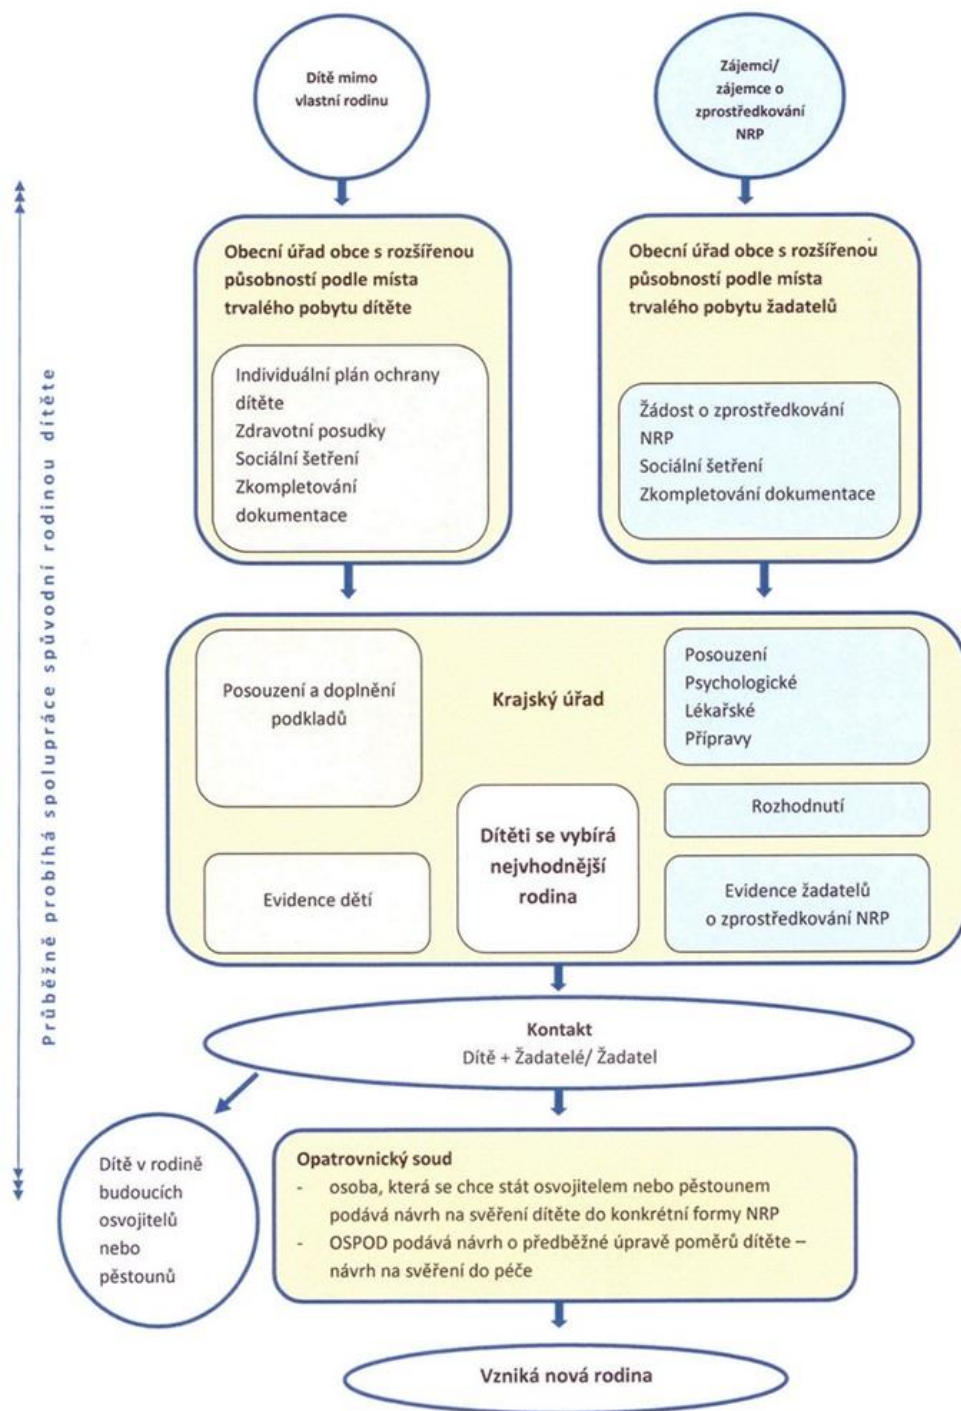 Dítě mimo
vlastní rodinu
Zájemci/
zájemce o
zprostředkování
NRP
Obecní úřad obce s rozšířenou
působností podle místa
trvalého pobytu dítěte
Individuální plán ochrany
dítěte
Zdravotní posudky
Sociální šetření
Zkompletování
dokumentace
Obecní úřad obce s rozšířenou
působností podle místa
trvalého pobytu žadatelů
Žádost o zprostředkování
NRP
Sociální šetření
Zkompletování dokumentace
Průběžně probíhá spolupráce spůvodní rodinou dítěte
Posouzení a doplnění
podkladů
Krajský úřad
Posouzení
Psychologické
Lékařské
Přípravy
Rozhodnutí
Dítěti se vybírá
nejvhodnější
rodina
Evidence dětí
Evidence žadatelů
o zprostředkování NRP
Kontakt
Dítě + Žadatelé/ Žadatel
Dítě v rodině
budoucích
osvojitelů
nebo
pěstounů
Opatrovnický soud
- osoba, která se chce stát osvojitelem nebo pěstounem
podává návrh na svěření dítěte do konkrétní formy NRP
- OSPOD podává návrh o předběžné úpravě poměrů dítěte –
návrh na svěření do péče
Vzniká nová rodina